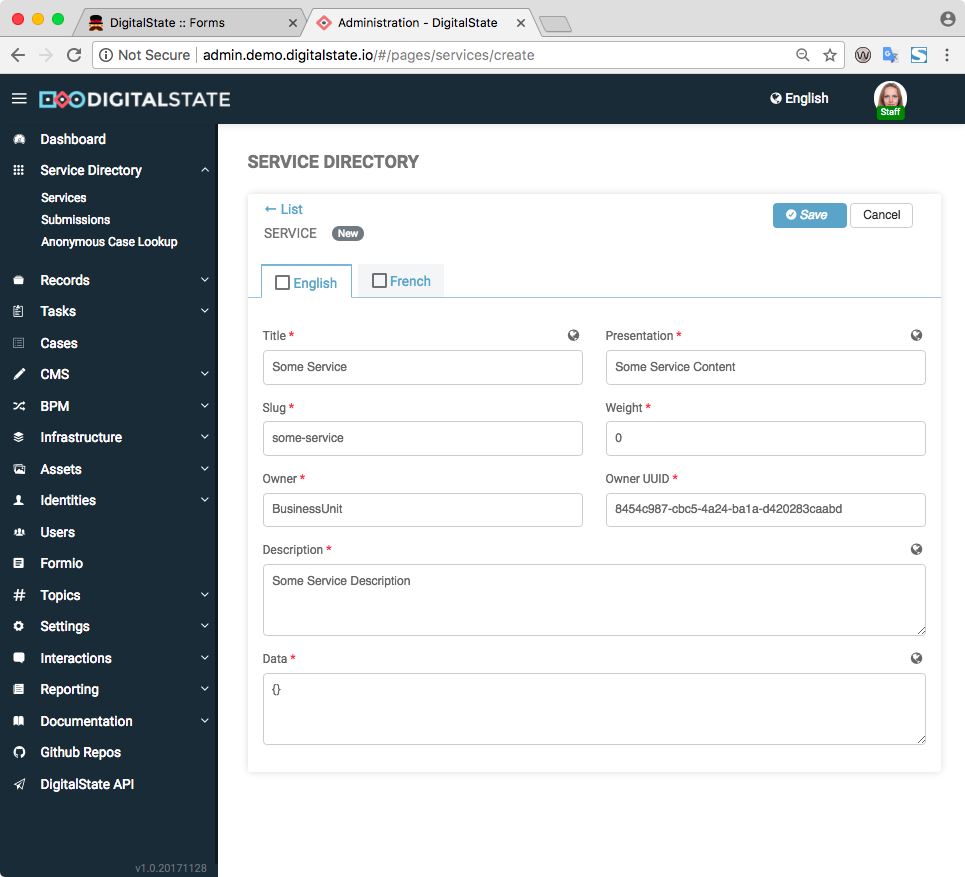 DigitalState :: Forms
Administration - DigitalState
Not Secure admin.demo.digitalstate.io/#/pages/services/create
DIGITALSTATE
English
Staff
Dashboard
Service Directory
Services
Submissions
Anonymous Case Lookup
Records
Tasks
Cases
CMS
BPM
Infrastructure
Assets
Identities
Users
Formio
Topics
Settings
Interactions
Reporting
Documentation
Github Repos
DigitalState API
v1.0.20171128
SERVICE DIRECTORY
← List
Save Cancel
SERVICE New
English French
Title * Presentation *
Some Service Some Service Content
Slug * Weight *
some-service 0
Owner * Owner UUID *
BusinessUnit 8454c987-cbc5-4a24-ba1a-d420283caabd
Description *
Some Service Description
Data *
{}